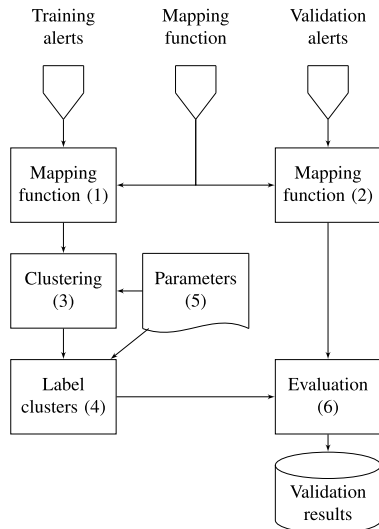 Training
alerts
Mapping
function
Validation
alerts
Mapping
function (1)
Mapping
function (2)
Clustering
(3)
Parameters
(5)
Label
clusters (4)
Evaluation
(6)
Validation
results